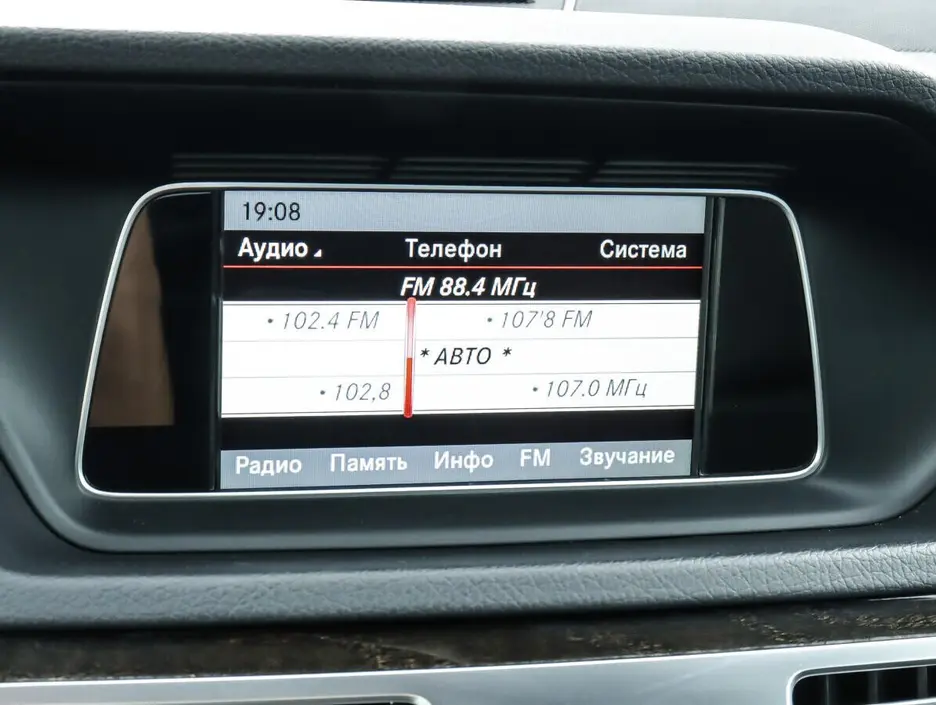 19:08
Аудио Телефон Система
FM 88.4 МГц
• 102.4 FM • 107'8 FM
* АВТО *
• 102,8 • 107.0 МГц
Радио Память Инфо FM Звучание